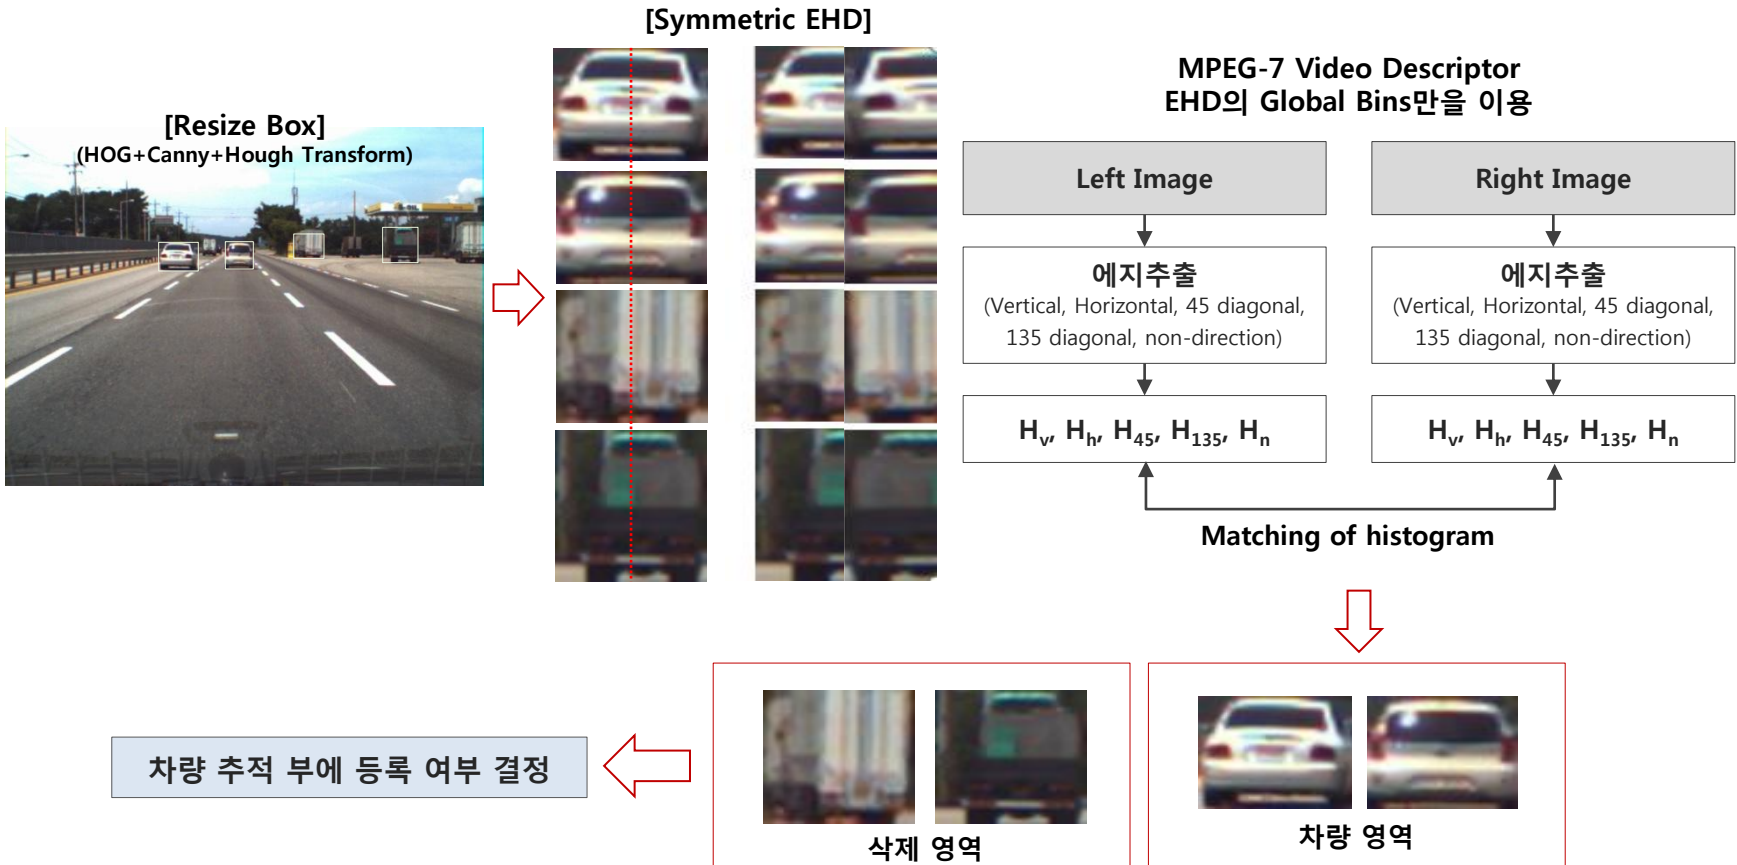 [Symmetric EHD]
[Resize Box]
(HOG+Canny+Hough Transform)
MPEG-7 Video Descriptor
EHD의 Global Bins만을 이용
Left Image
Right Image
에지추출
(Vertical, Horizontal, 45 diagonal,
135 diagonal, non-direction)
에지추출
(Vertical, Horizontal, 45 diagonal,
135 diagonal, non-direction)
Hv, Hh, H45, H135, Hn
Hv, Hh, H45, H135, Hn
Matching of histogram
차량 추적 부에 등록 여부 결정
삭제 영역
차량 영역